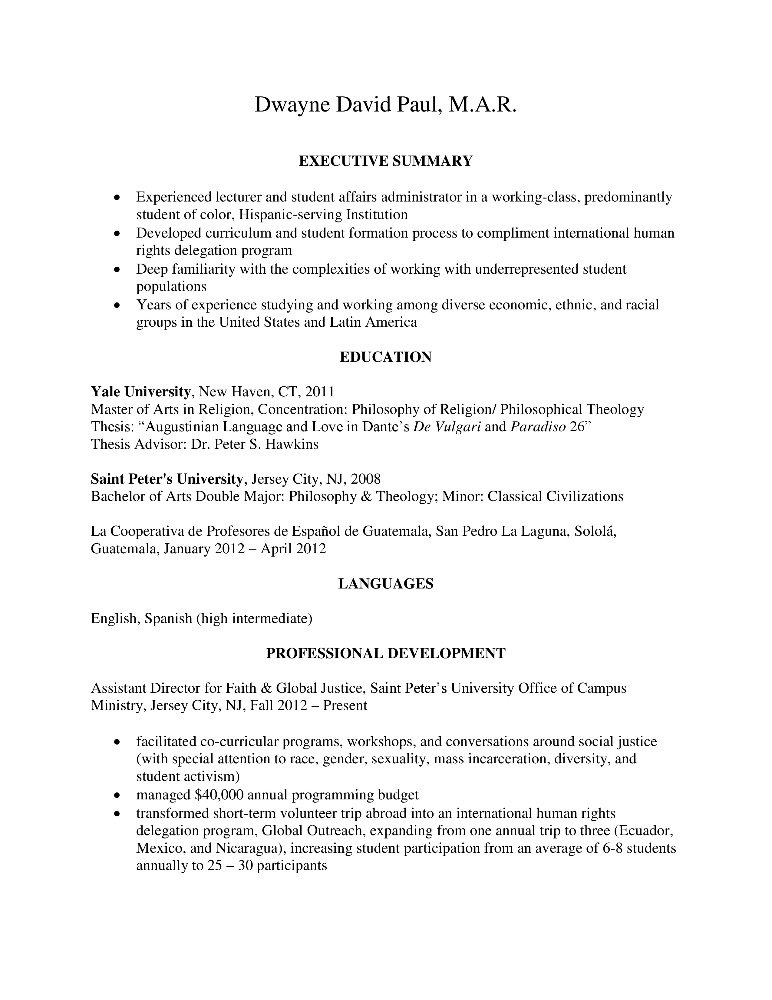 Dwayne David Paul, M.A.R.
EXECUTIVE SUMMARY
• Experienced lecturer and student affairs administrator in a working-class, predominantly
student of color, Hispanic-serving Institution
• Developed curriculum and student formation process to compliment international human
rights delegation program
• Deep familiarity with the complexities of working with underrepresented student
populations
• Years of experience studying and working among diverse economic, ethnic, and racial
groups in the United States and Latin America
EDUCATION
Yale University, New Haven, CT, 2011
Master of Arts in Religion, Concentration: Philosophy of Religion/ Philosophical Theology
Thesis: “Augustinian Language and Love in Dante’s De Vulgari and Paradiso 26”
Thesis Advisor: Dr. Peter S. Hawkins
Saint Peter's University, Jersey City, NJ, 2008
Bachelor of Arts Double Major: Philosophy & Theology; Minor: Classical Civilizations
La Cooperativa de Profesores de Español de Guatemala, San Pedro La Laguna, Sololá,
Guatemala, January 2012 – April 2012
LANGUAGES
English, Spanish (high intermediate)
PROFESSIONAL DEVELOPMENT
Assistant Director for Faith & Global Justice, Saint Peter’s University Office of Campus
Ministry, Jersey City, NJ, Fall 2012 – Present
• facilitated co-curricular programs, workshops, and conversations around social justice
(with special attention to race, gender, sexuality, mass incarceration, diversity, and
student activism)
• managed $40,000 annual programming budget
• transformed short-term volunteer trip abroad into an international human rights
delegation program, Global Outreach, expanding from one annual trip to three (Ecuador,
Mexico, and Nicaragua), increasing student participation from an average of 6-8 students
annually to 25 – 30 participants